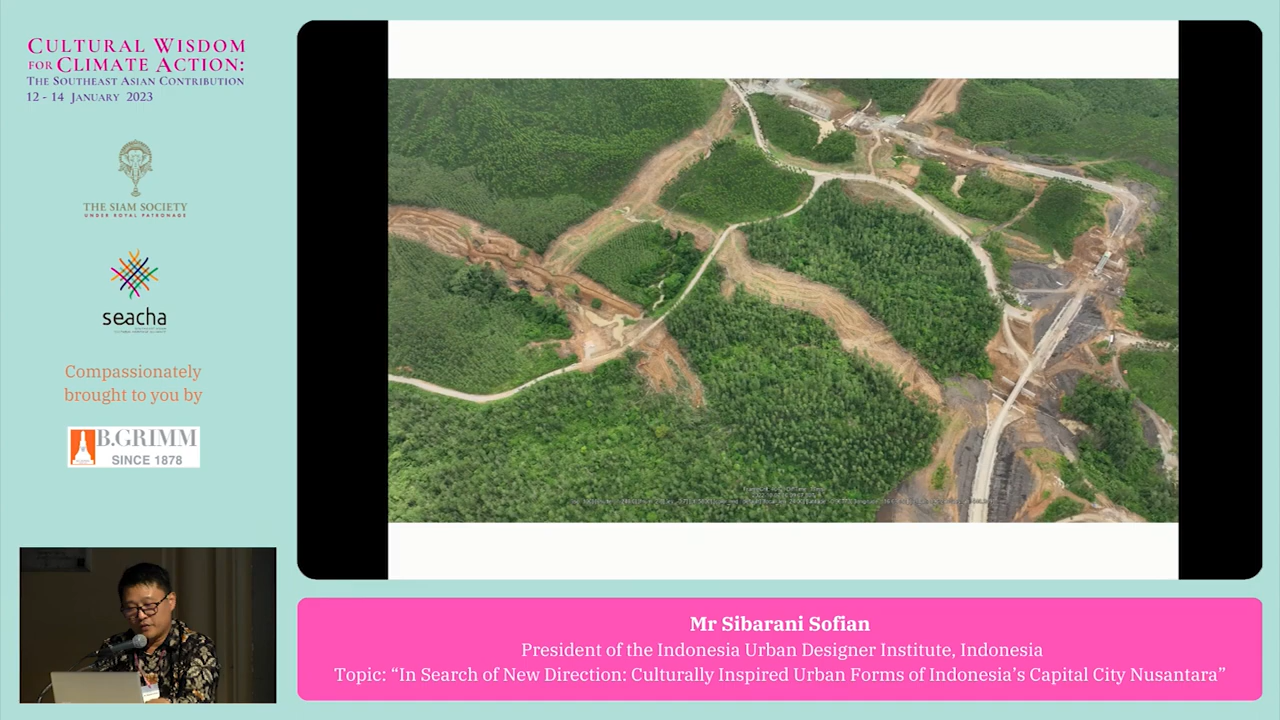 CULTURAL WISDOM
FOR CLIMATE ACTION:
THE SOUTHEAST ASIAN CONTRIBUTION
12 - 14 JANUARY 2023
THE SIAM SOCIETY
UNDER ROYAL PATRONAGE
seacha
Compassionately
brought to you by
B.GRIMM
SINCE 1878
Mr Sibarani Sofian
President of the Indonesia Urban Designer Institute, Indonesia
Topic: “In Search of New Direction: Culturally Inspired Urban Forms of Indonesia’s Capital City Nusantara”